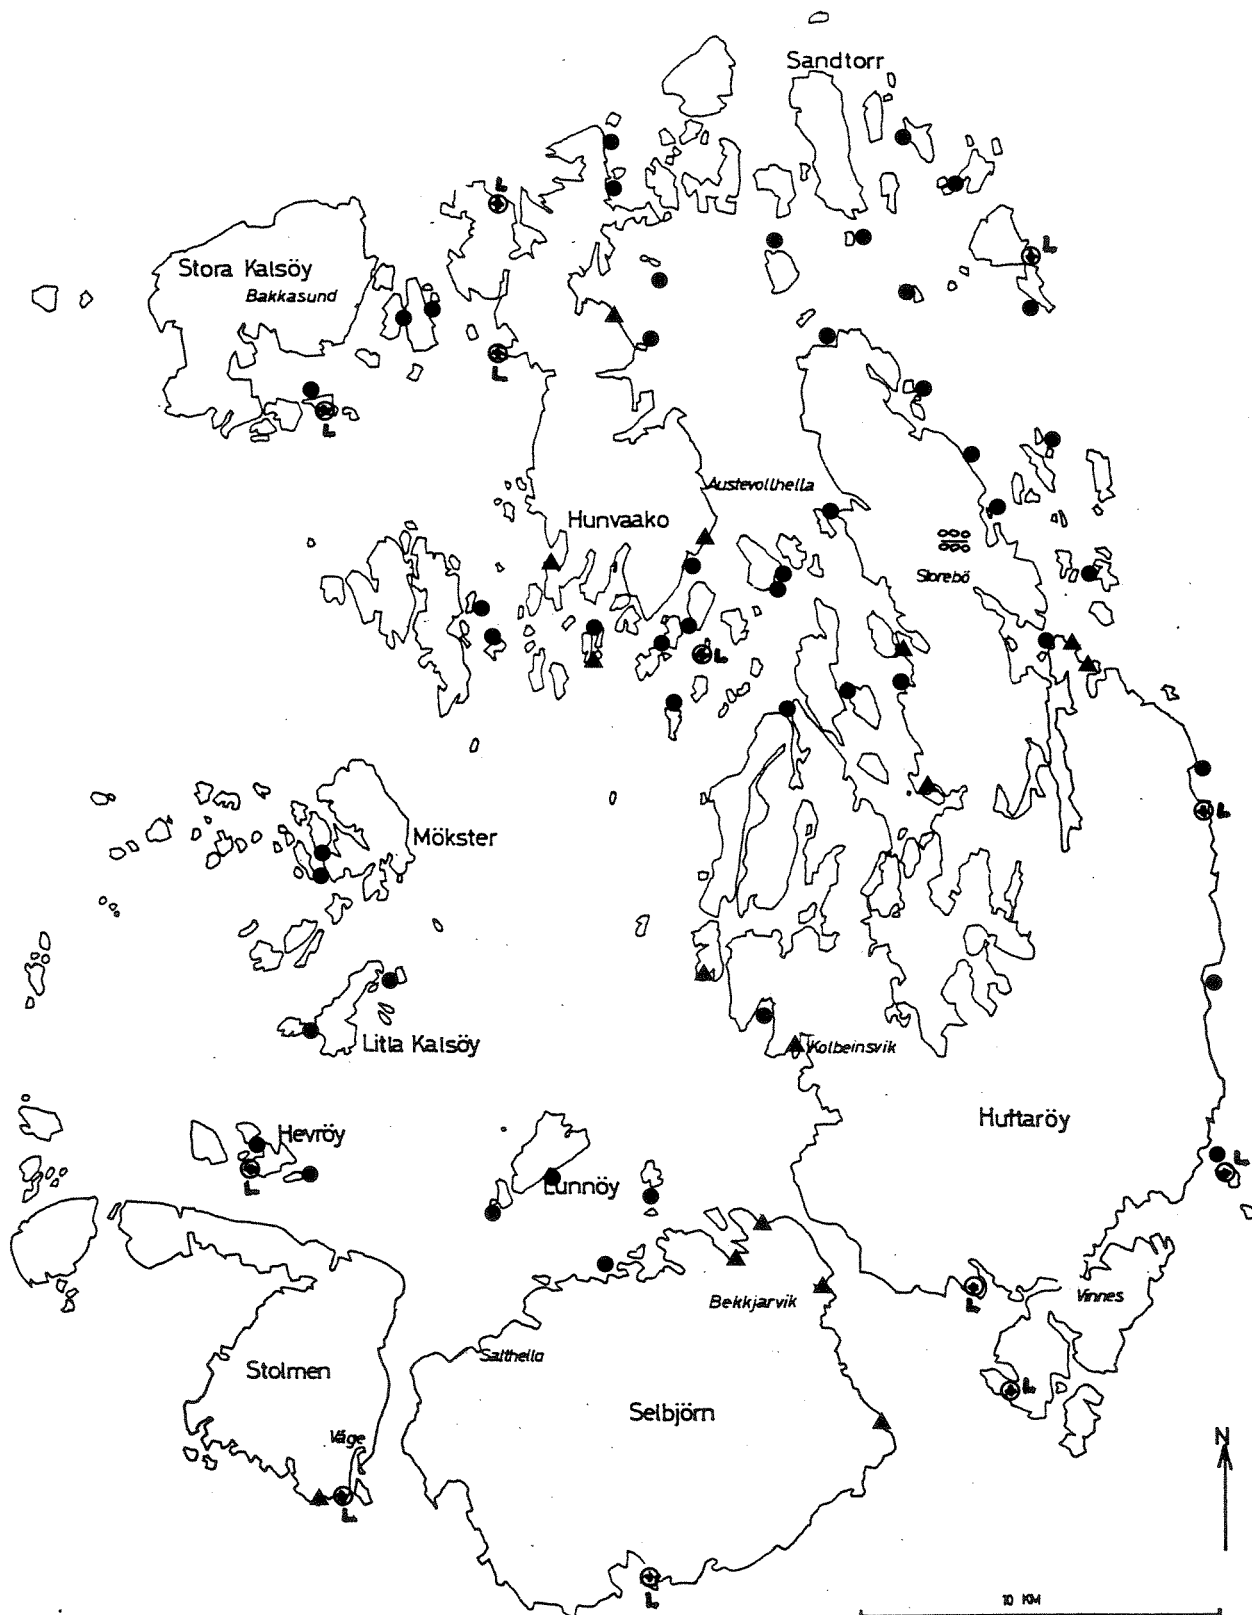 Sandtorr
L
Stora Kalsöy
Bakkasund
L
L
L
Austevollhella
Hunvaako
Storebö
L
Mökster
L
Litla Kalsöy
Kolbeinsvik
Huftaröy
Hevröy
L
Lunnöy
L
Bekkjarvik
L
Vinnes
Salthella
Stolmen
L
Selbjörn
Våge
N
L
L
10 KM